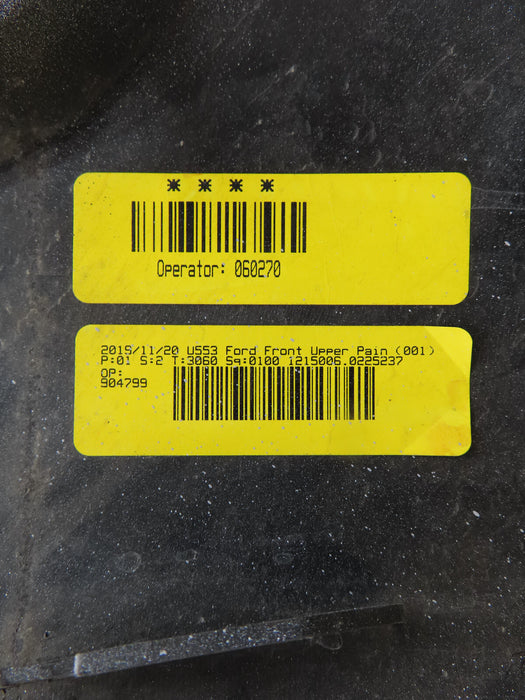 ****
Operator: 060270
2019/11/20 U553 Ford Front Upper Pain (001)
P:01 S:2 T:3060 Sq:0100 1215006.0225237
OP:
904799